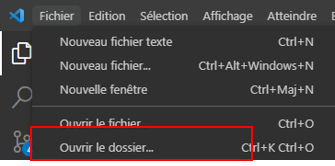 Fichier Edition Sélection Affichage Atteindre
Nouveau fichier texte Ctrl+N
Nouveau fichier... Ctrl+Alt+Windows+N
Nouvelle fenêtre Ctrl+Maj+N
Ouvrir le fichier... Ctrl+O
Ouvrir le dossier... Ctrl+K Ctrl+O